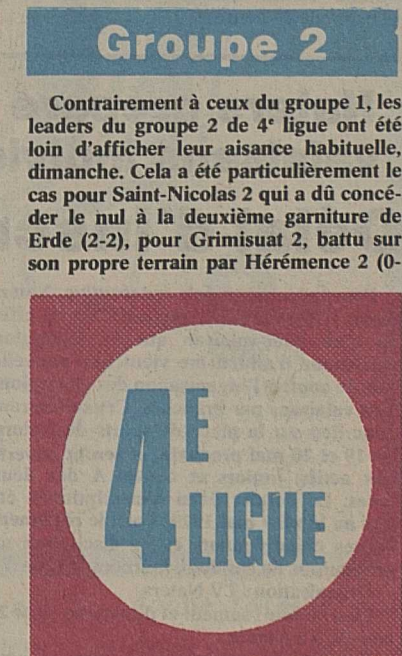 Groupe 2
Contrairement à ceux du groupe 1, les
leaders du groupe 2 de 4e ligue ont été
loin d'afficher leur aisance habituelle,
dimanche. Cela a été particulièrement le
cas pour Saint-Nicolas 2 qui a dû concé-
der le nul à la deuxième garniture de
Erde (2-2), pour Grimisuat 2, battu sur
son propre terrain par Hérémence 2 (0-
4E
LIGUE